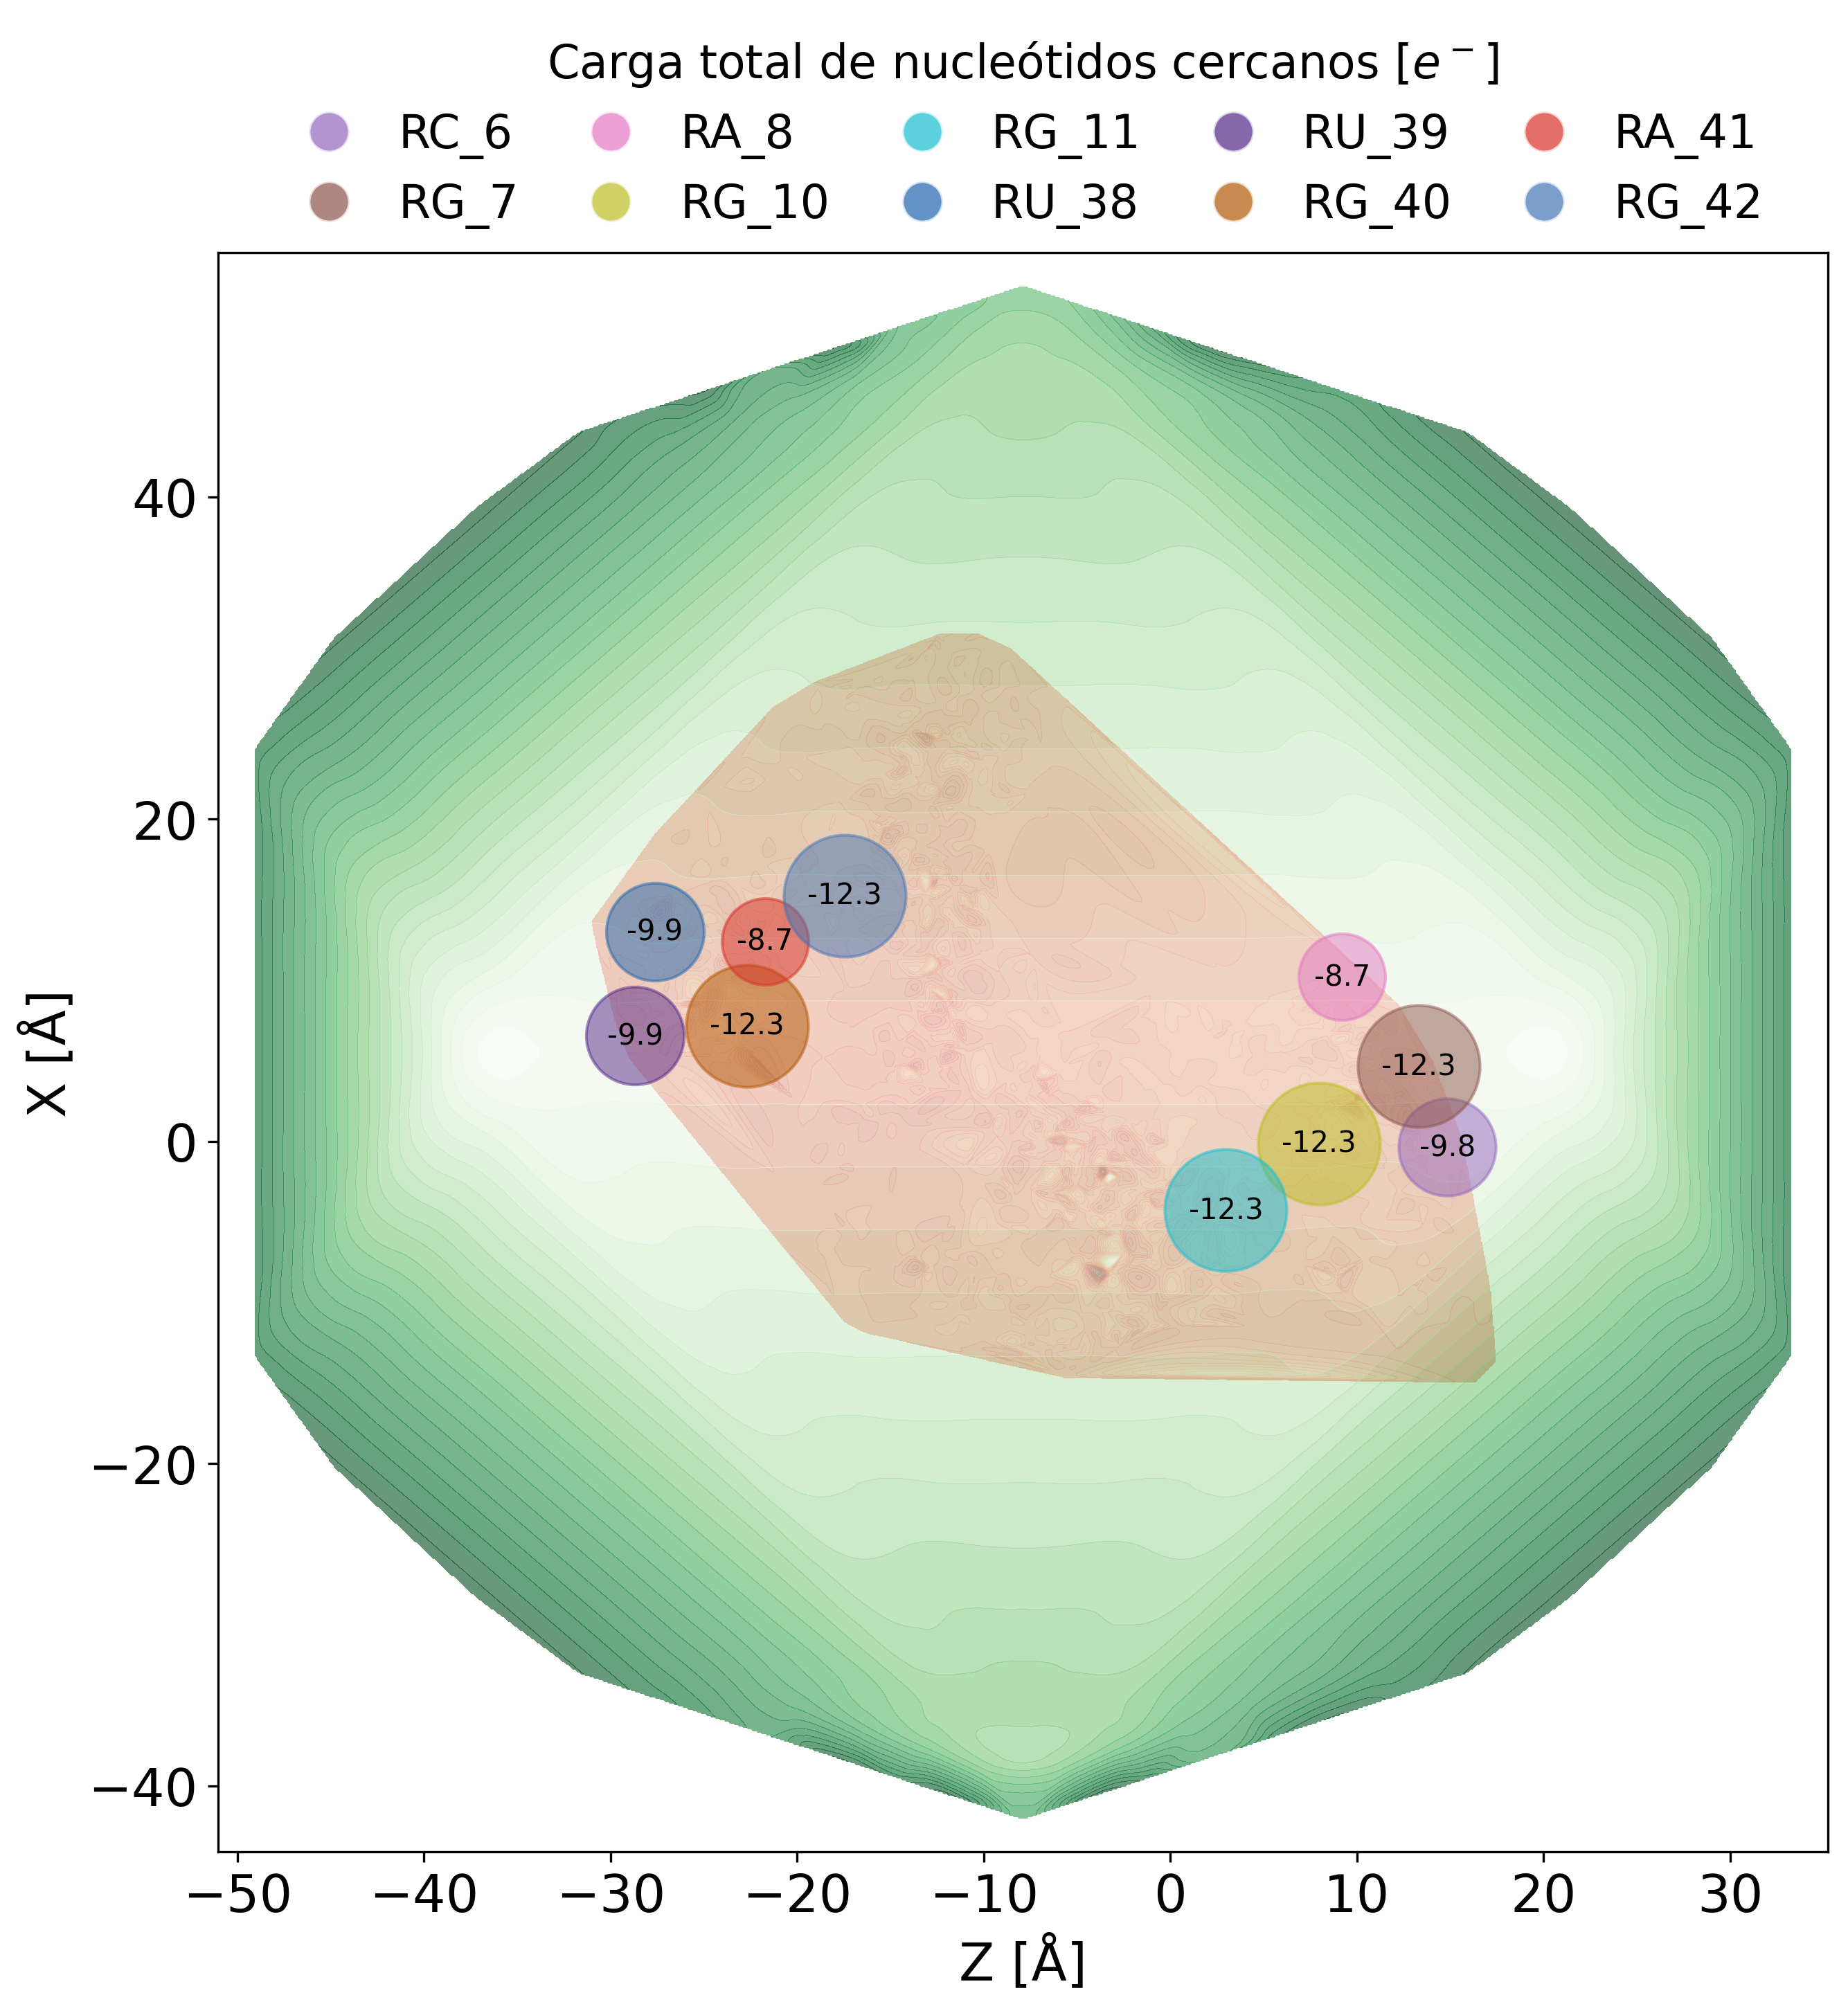 Carga total de nucleótidos cercanos [e⁻]
RC_6 RA_8 RG_11 RU_39 RA_41
RG_7 RG_10 RU_38 RG_40 RG_42
40
20
0
−20
−40
X [Å]
-12.3
-9.9
-8.7
-8.7
-12.3
-9.9
-12.3
-12.3
-9.8
-12.3
−50 −40 −30 −20 −10 0 10 20 30
Z [Å]